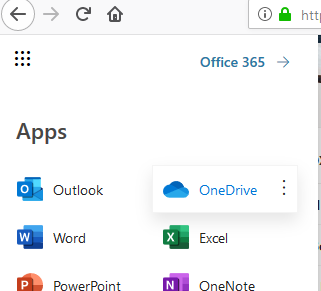 http
Office 365 →
Apps
Outlook
OneDrive
Word
Excel
PowerPoint
OneNote